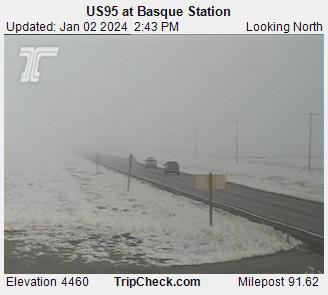 US95 at Basque Station
Updated: Jan 02 2024 2:43 PM Looking North
Elevation 4460 TripCheck.com Milepost 91.62